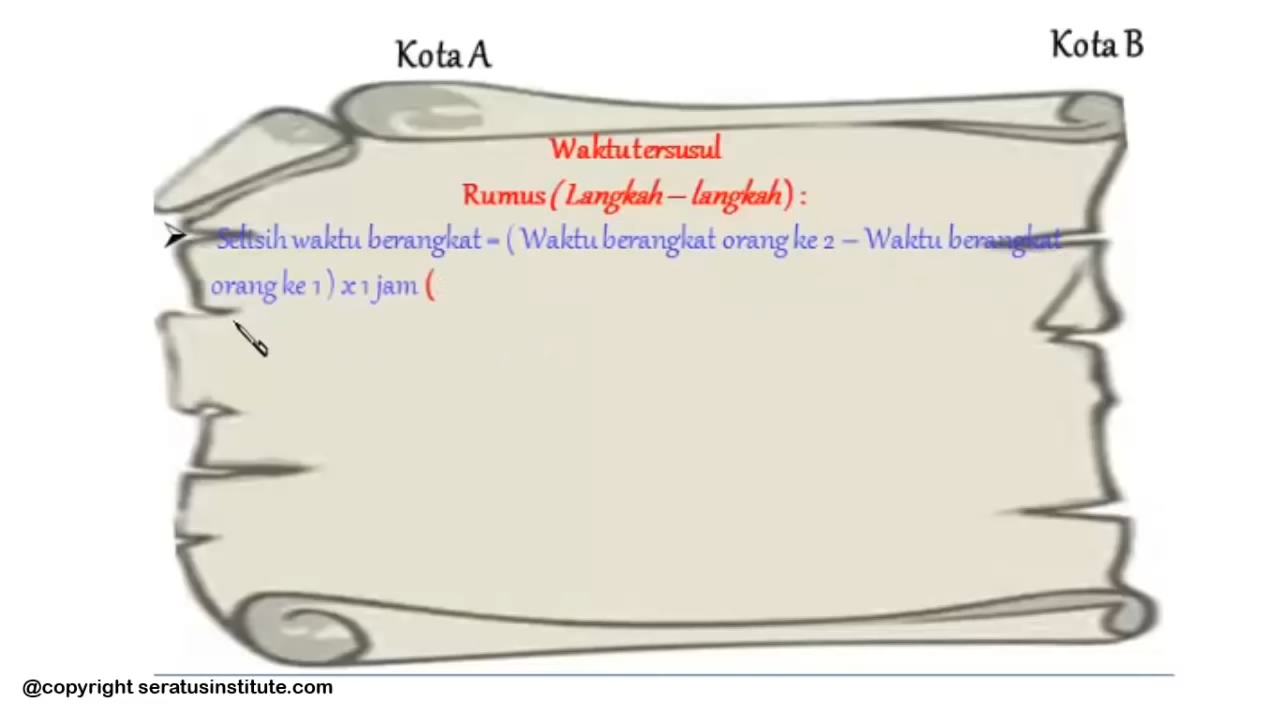 Kota A
Kota B
Waktu tersusul
Rumus (Langkah – langkah) :
Selisih waktu berangkat = ( Waktu berangkat orang ke 2 – Waktu berangkat
orang ke 1 ) x 1 jam (
@copyright seratusinstitute.com